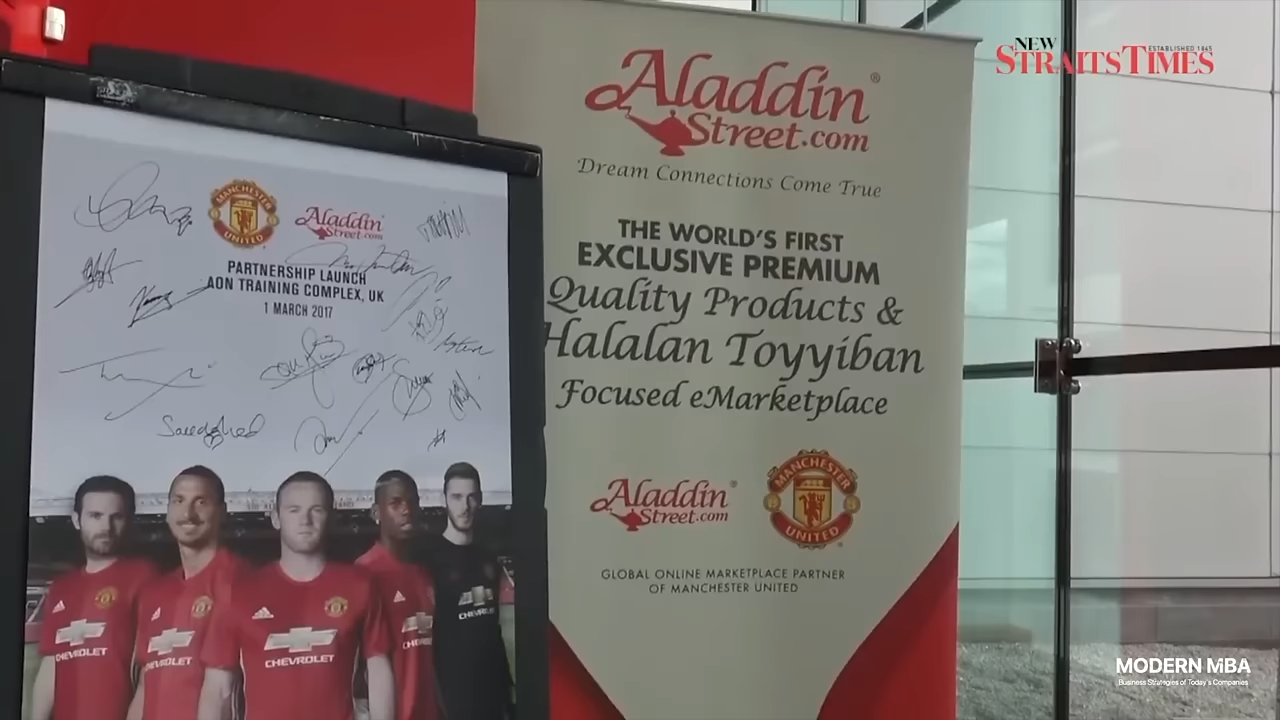 MANCHESTER
UNITED
Aladdin
Street.com
PARTNERSHIP LAUNCH
AON TRAINING COMPLEX, UK
1 MARCH 2017
CHEVROLET
CHEVROLET
CHEVROLET
CHEVROLET
Aladdin®
Street.com
Dream Connections Come True
THE WORLD'S FIRST
EXCLUSIVE PREMIUM
Quality Products &
Halalan Toyyiban
Focused eMarketplace
Aladdin®
Street.com
MANCHESTER
UNITED
GLOBAL ONLINE MARKETPLACE PARTNER
OF MANCHESTER UNITED
NEW
STRAITS TIMES
ESTABLISHED 1845
MODERN MBA
Business Strategies of Today's Companies